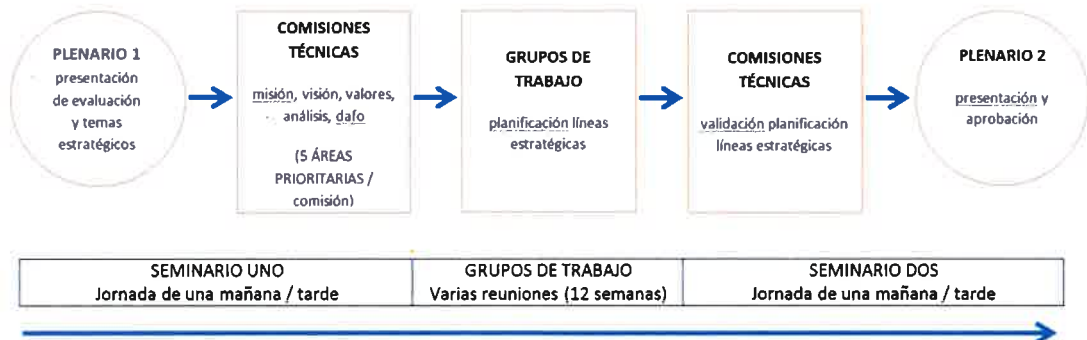 PLENARIO 1
presentación
de evaluación
y temas
estratégicos
COMISIONES
TÉCNICAS
misión, visión, valores,
análisis, dafo
(5 ÁREAS
PRIORITARIAS /
comisión)
GRUPOS DE
TRABAJO
planificación líneas
estratégicas
COMISIONES
TÉCNICAS
validación planificación
líneas estratégicas
PLENARIO 2
presentación y
aprobación
SEMINARIO UNO
Jornada de una mañana / tarde
GRUPOS DE TRABAJO
Varias reuniones (12 semanas)
SEMINARIO DOS
Jornada de una mañana / tarde